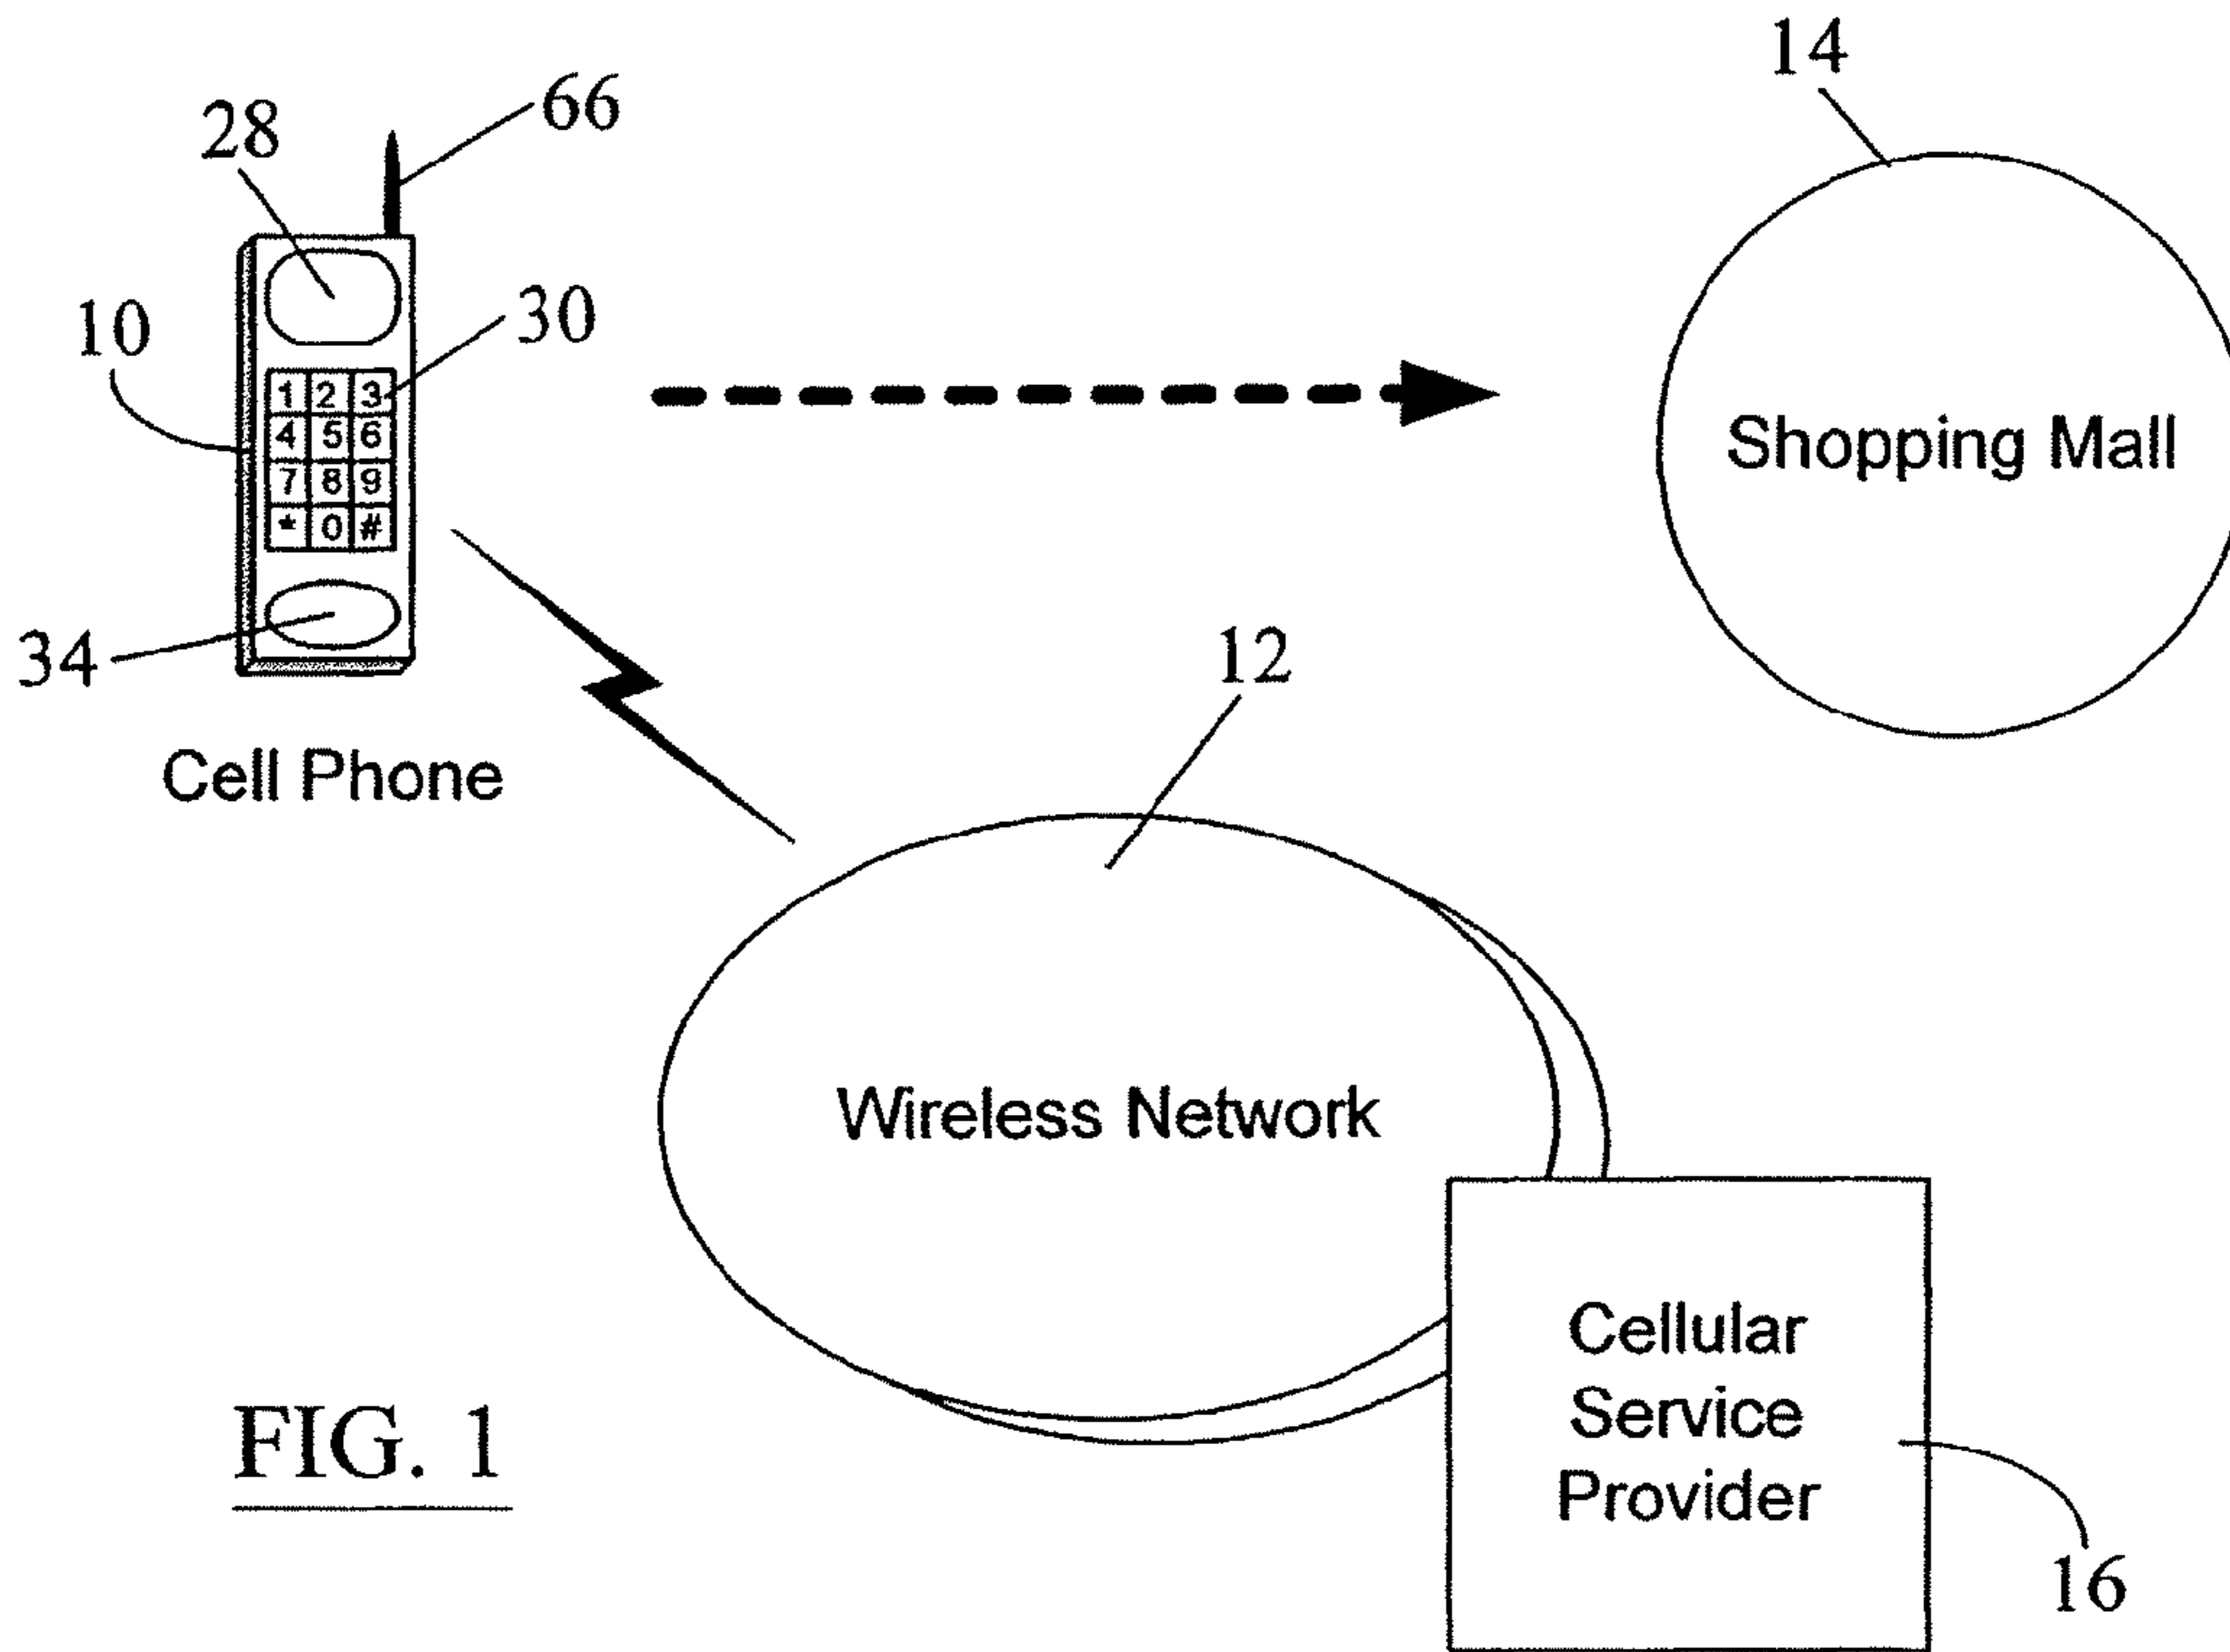 14
66
28
10
30
1 2 3
4 5 6
7 8 9
* 0 #
Shopping Mall
34
12
Cell Phone
Wireless Network
Cellular
Service
Provider
FIG. 1
16